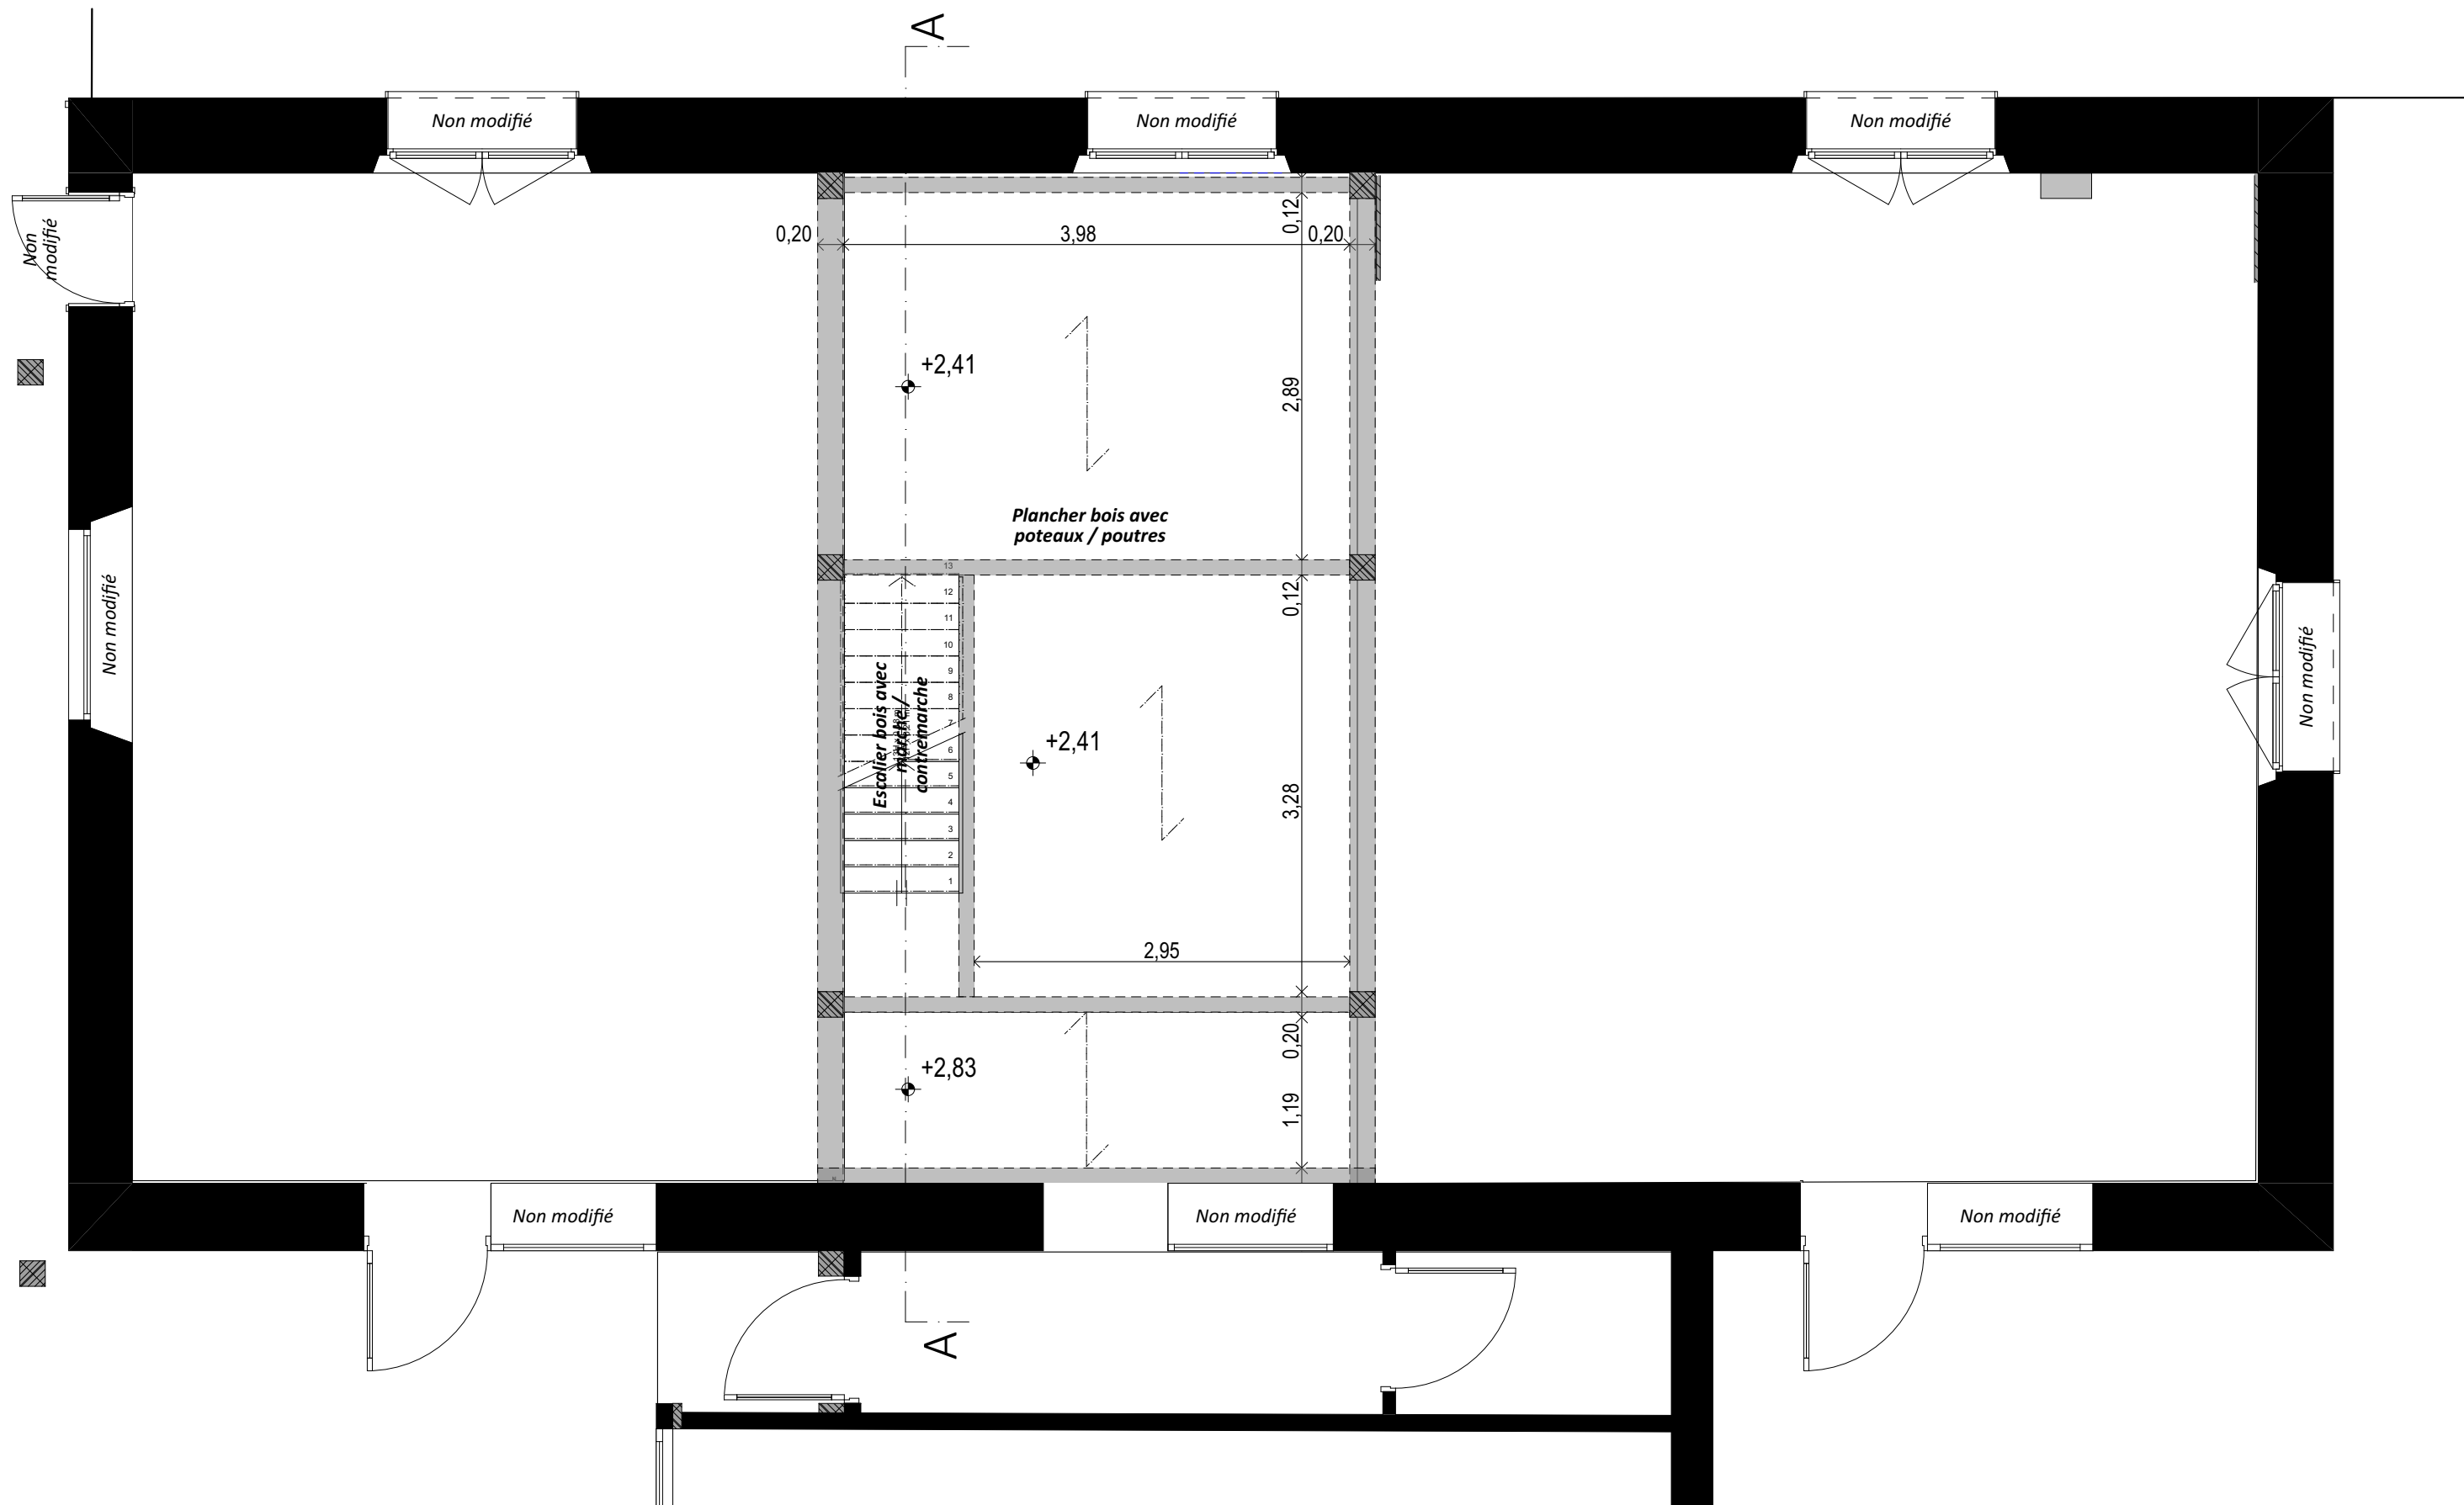 A
Non modifié
Non modifié
Non modifié
Non
modifié
0,12
0,20
3,98
0,20
+2,41
2,89
Plancher bois avec
poteaux / poutres
13
12
11
10
9
8
7
6
5
4
3
2
1
0,12
Non modifié
Non modifié
Escalier bois avec
marche /
contremarche
+2,41
3,28
2,95
0,20
+2,83
1,19
Non modifié
Non modifié
Non modifié
A